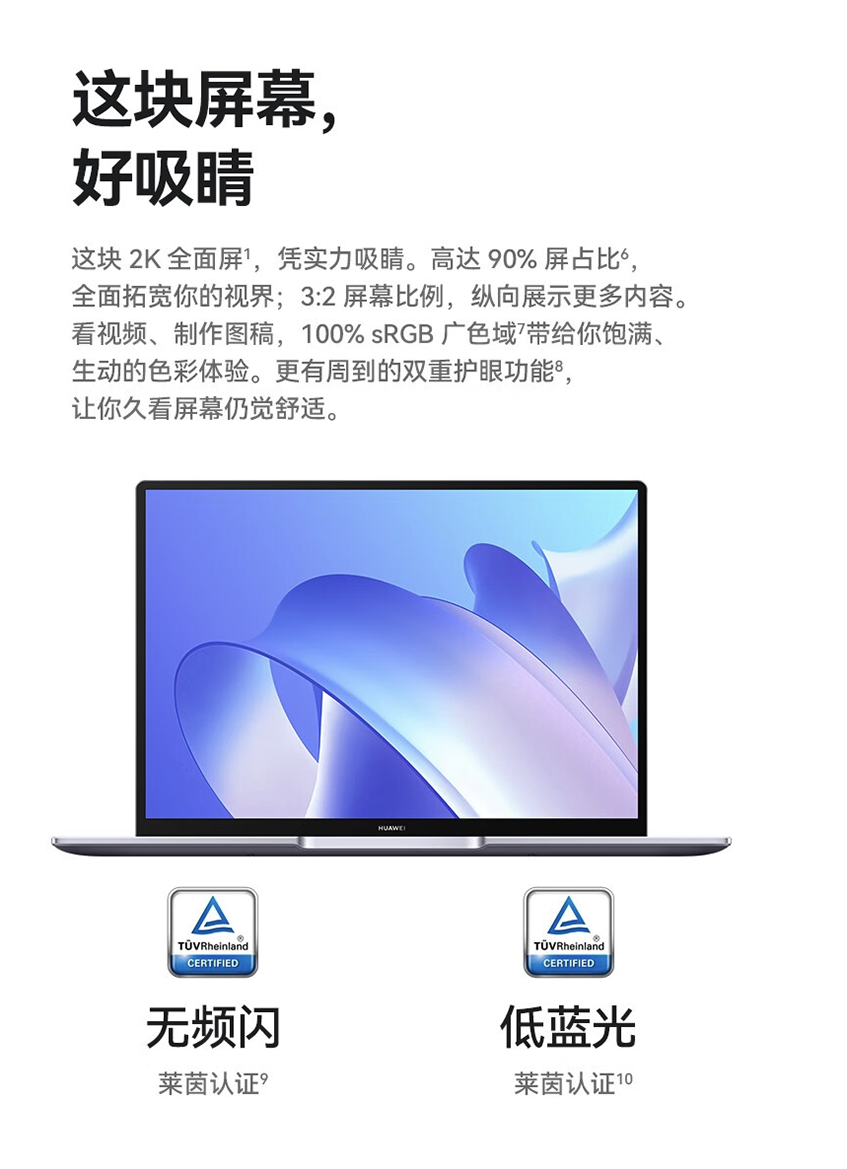 这块屏幕，
好吸睛
这块 2K 全面屏¹，凭实力吸睛。高达 90% 屏占比⁶，
全面拓宽你的视界；3:2 屏幕比例，纵向展示更多内容。
看视频、制作图稿，100% sRGB 广色域⁷带给你饱满、
生动的色彩体验。更有周到的双重护眼功能⁸，
让你久看屏幕仍觉舒适。
HUAWEI
TÜVRheinland®
CERTIFIED
无频闪
莱茵认证⁹
TÜVRheinland®
CERTIFIED
低蓝光
莱茵认证¹⁰